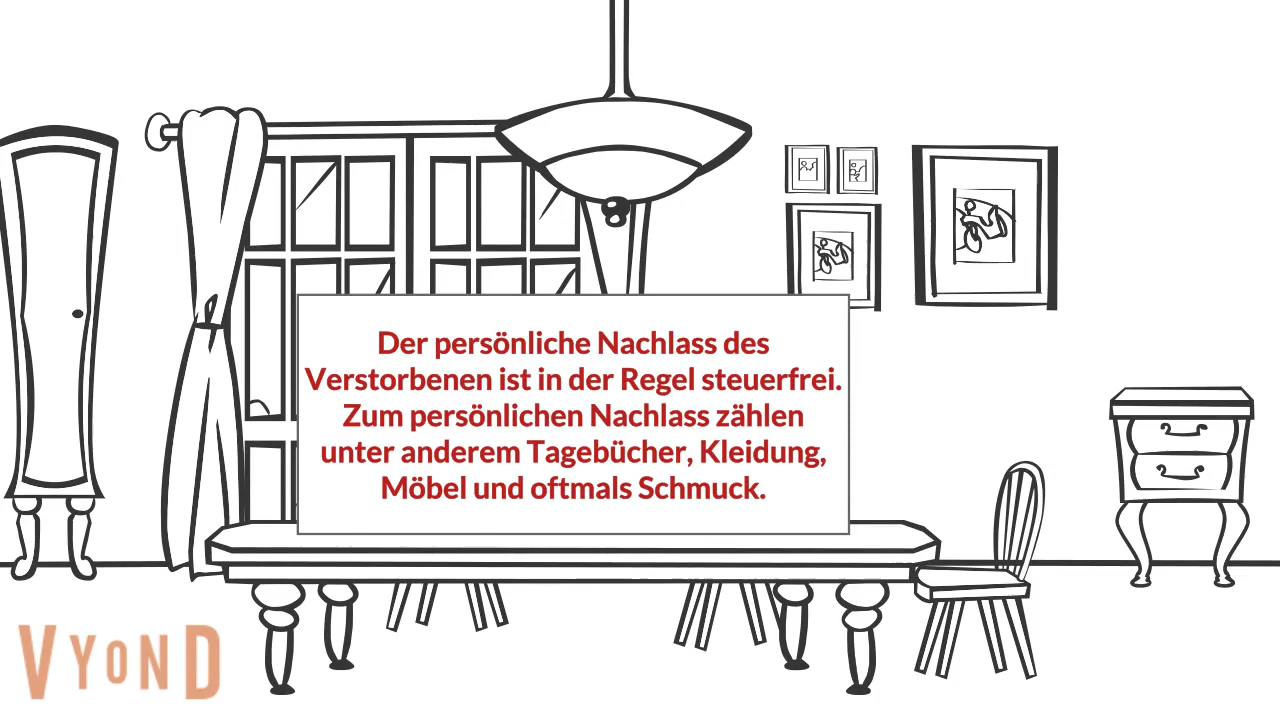 Der persönliche Nachlass des
Verstorbenen ist in der Regel steuerfrei.
Zum persönlichen Nachlass zählen
unter anderem Tagebücher, Kleidung,
Möbel und oftmals Schmuck.
VYOND